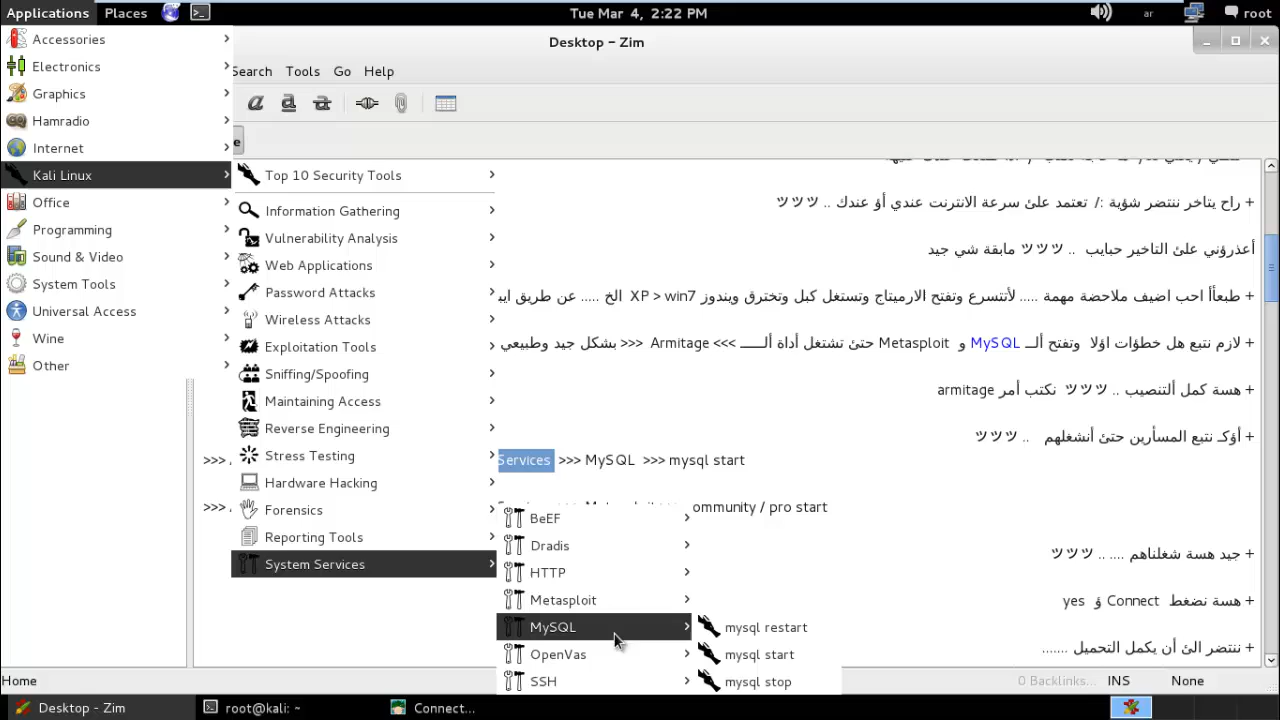 Applications Places Tue Mar 4, 2:22 PM ar root
Desktop - Zim
Accessories
Electronics
Graphics
Hamradio
Internet
Kali Linux
Office
Programming
Sound & Video
System Tools
Universal Access
Wine
Other
Search Tools Go Help
a a a
e
Top 10 Security Tools
Information Gathering
Vulnerability Analysis
Web Applications
Password Attacks
Wireless Attacks
Exploitation Tools
Sniffing/Spoofing
Maintaining Access
Reverse Engineering
Stress Testing
Hardware Hacking
Forensics
Reporting Tools
System Services
BeEF
Dradis
HTTP
Metasploit
MySQL
OpenVas
SSH
mysql restart
mysql start
mysql stop
+ راح يتاخر ننتضر شؤية :/ تعتمد علئ سرعة الانترنت عندي أؤ عندك .. ツツツ
أعذرؤني علئ التاخير حبايب .. ツツツ مابقة شي جيد
+ طبعأأ احب اضيف ملاحضة مهمة ..... لأتتسرع وتفتح الارميتاج وتستغل كبل وتخترق ويندوز XP > win7 الخ ..... عن طريق
+ لازم نتبع هل خطؤات اؤلا وتفتح ألــ MySQL و Metasploit حتئ تشتغل أداة ألـــــ >>> Armitage >>> بشكل جيد وطبيعي
+ هسة كمل ألتنصيب .. ツツツ نكتب أمر armitage
+ أؤكـ نتبع المسأرين حتئ أنشغلهم .. ツツツ
>>> Services >>> MySQL >>> mysql start
>>> ommunity / pro start
+ جيد هسة شغلناهم .... .. ツツツ
+ هسة نضغط Connect ؤ yes
+ ننتضر الئ أن يكمل التحميل .......
Home 0 Backlinks... INS None
Desktop - Zim root@kali: ~ Connect...